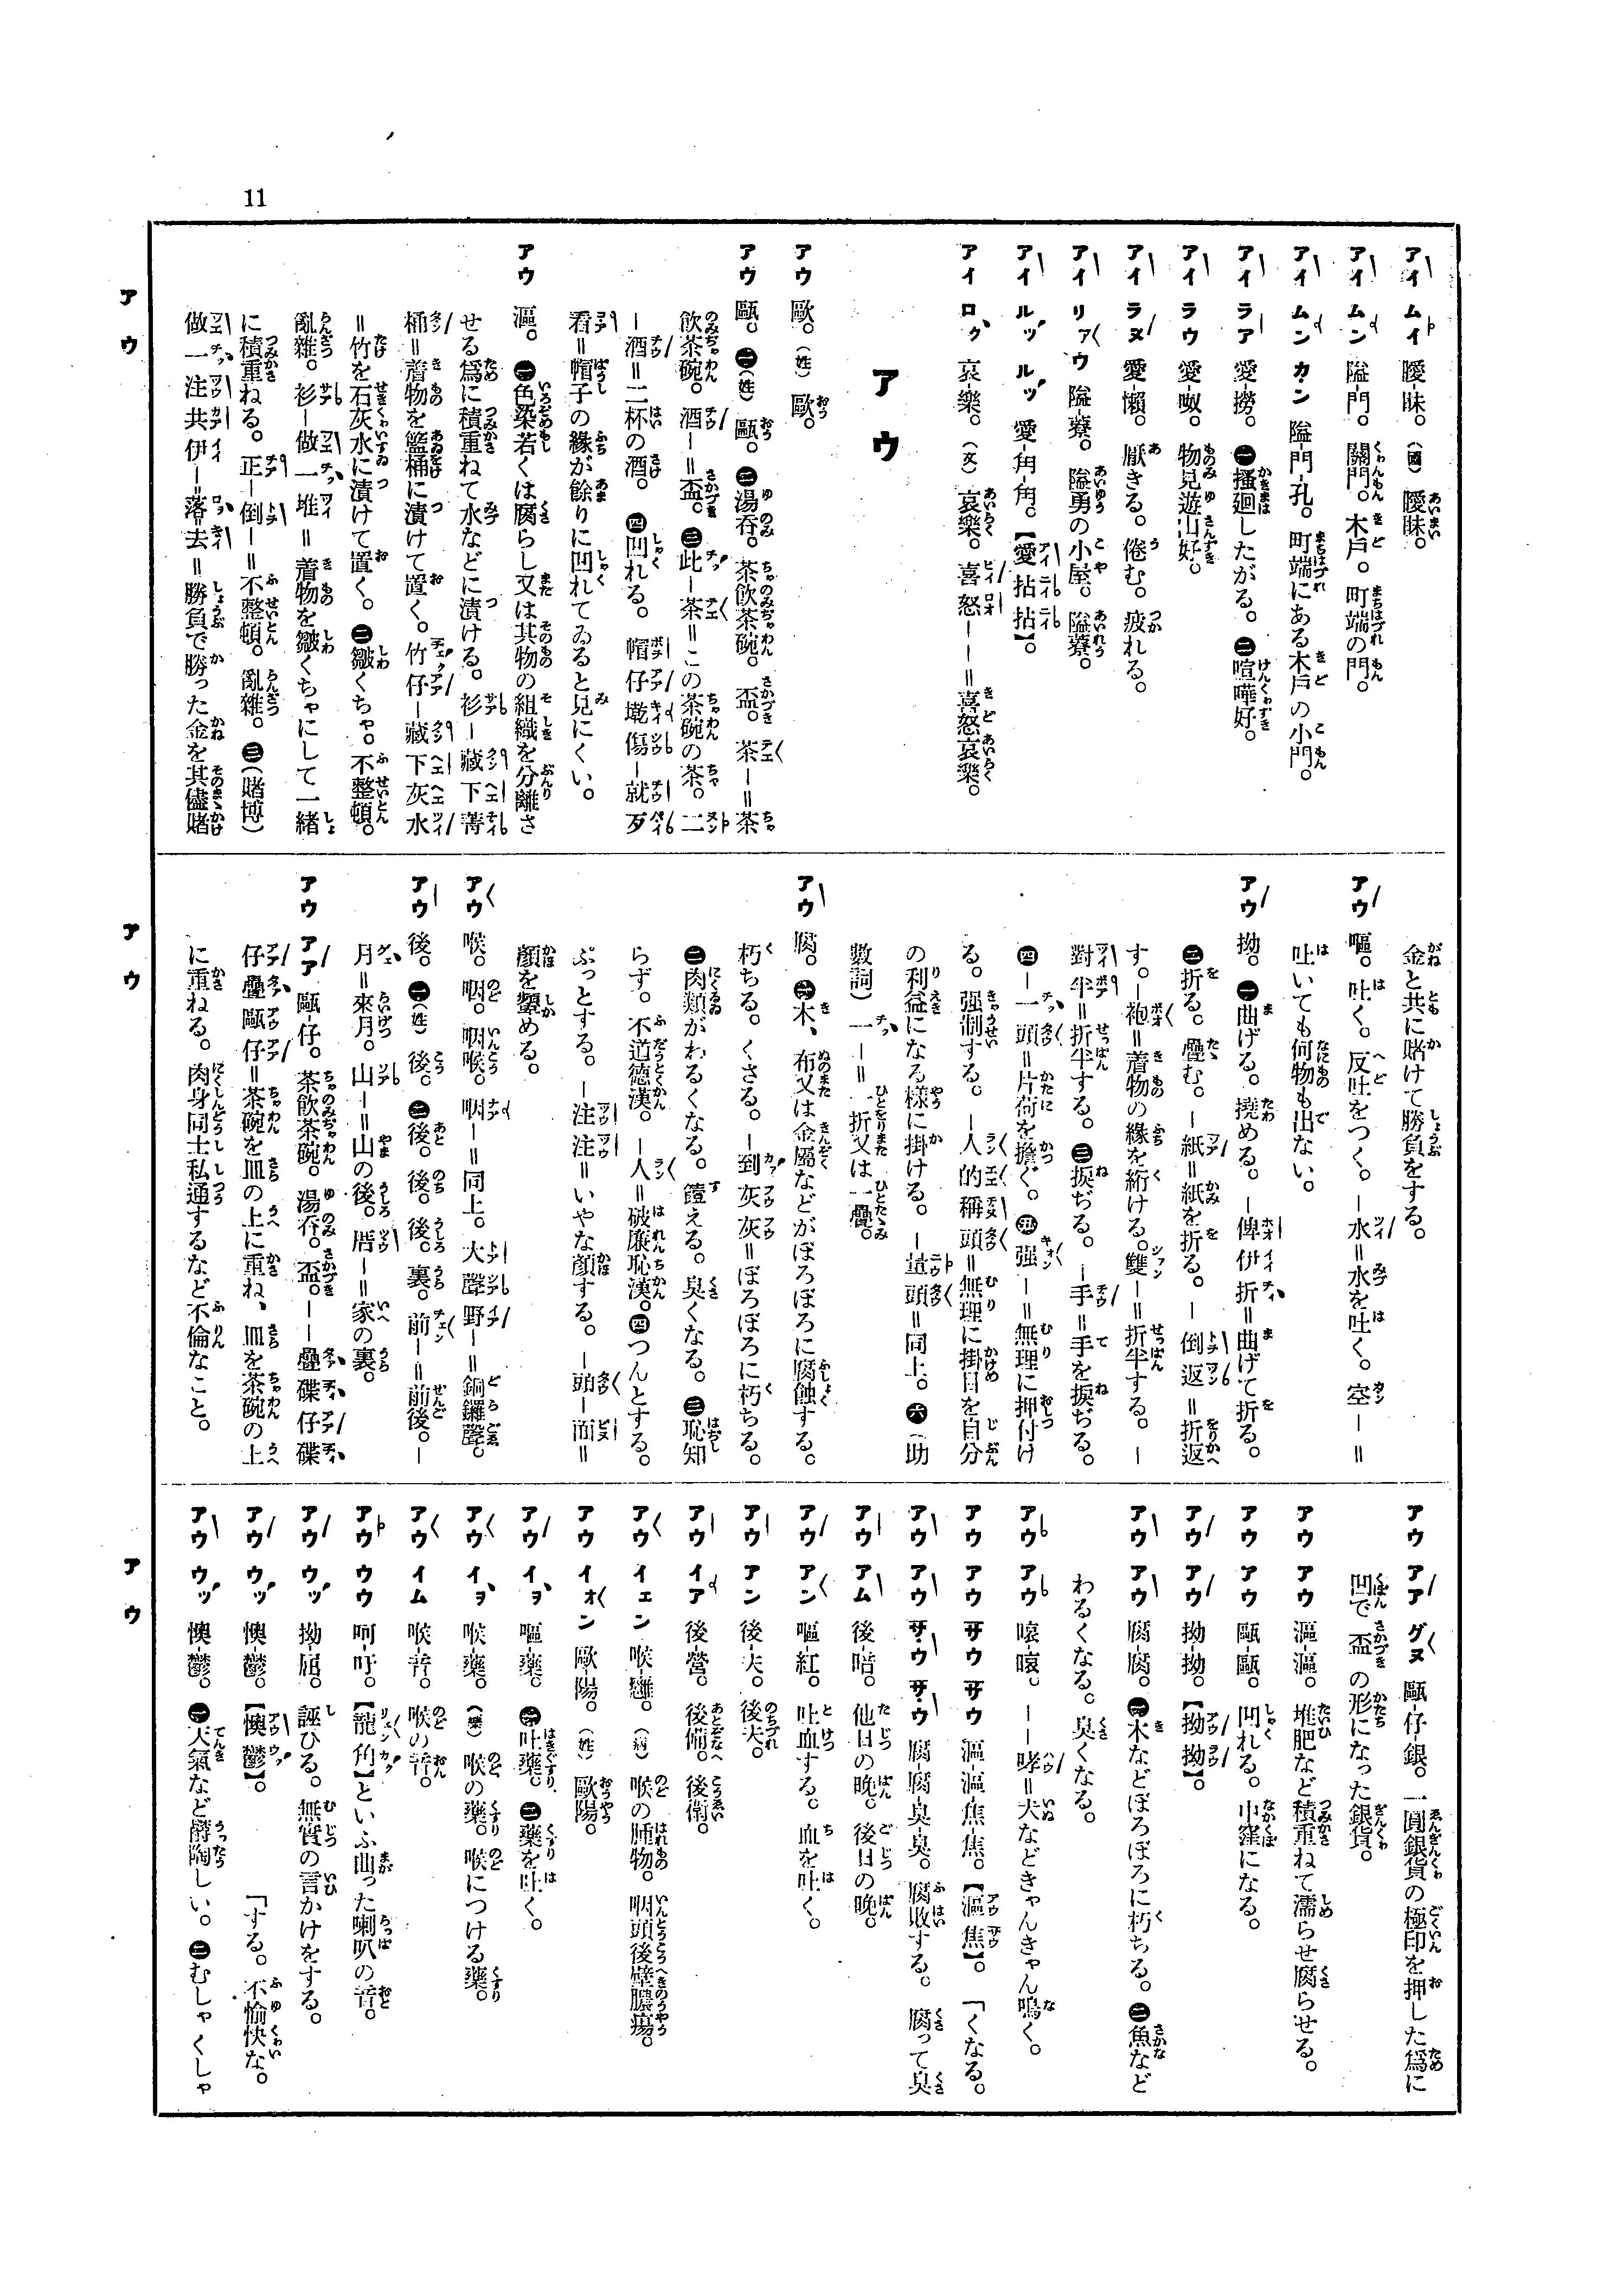 11
アイ ムイ 曖-昧。(國)曖昧。
アイ ムン 隘門。關門。木戸。町端の門。
アイ ムン カン 隘門-孔。町端にある木戸の小門。
アイ ラア 愛-撈。㊀搔廻したがる。㊁喧嘩好。
アイ ラウ 愛-呶。物見遊山好。
アイ ラヌ 愛-懶。厭きる。倦む。疲れる。
アイ リアウ 隘-寮。隘勇の小屋。隘寮。
アイ ルッ ルッ 愛-角-角。【愛拈拈】。
アイ ロク 哀-樂。(文)哀樂。喜怒--=喜怒哀樂。
アウ
アウ 歐。(姓)歐。
アウ 甌。㊀(姓)甌。㊁湯呑。茶飲茶碗。盃。茶-=茶
飲茶碗。酒-=盃。㊂此-茶=この茶碗の茶。二
-酒=二杯の酒。㊃凹れる。帽仔墘傷-就歹
看=帽子の緣が餘りに凹れてゐると見にくい。
アウ 漚。㊀色染若くは腐らし又は其物の組織を分離さ
せる爲に積重ねて水などに漬ける。衫-藏下菁
桶=着物を籃桶に漬けて置く。竹仔-藏下灰水
=竹を石灰水に漬けて置く。㊁皺くちゃ。不整頓。
亂雜。衫-做一堆=着物を皺くちゃにして一緒
に積重ねる。正-倒-=不整頓。亂雜。㊂(賭博)
做一注共伊-落去=勝負で勝った金を其儘賭
金と共に賭けて勝負をする。
アウ 嘔。吐く。反吐をつく。-水=水を吐く。空-=
吐いても何物も出ない。
アウ 拗。㊀曲げる。撓める。-俾伊折=曲げて折る。
㊁折る。疊む。-紙=紙を折る。-倒返=折返
す。-袍=着物の緣を絎ける。雙-=折半する。-
對半=折半する。㊂捩ぢる。-手=手を捩ぢる。
㊃-一頭=片荷を擔ぐ。㊄强-=無理に押付け
る。强制する。-人的稱頭=無理に掛目を自分
の利益になる樣に掛ける。-頭=同上。㊅(助
數詞)一-=一折又は一疊。
アウ 腐。㊀木、布又は金屬などがぼろぼろに腐蝕する。
朽ちる。くさる。-到灰灰=ぼろぼろに朽ちる。
㊁肉類がわるくなる。饐える。臭くなる。㊂恥知
らず。不道德漢。-人=破廉恥漢。㊃つんとする。
ぷっとする。-注注=いやな顔する。-頭-面=
顔を顰める。
アウ 喉。咽。咽喉。咽-=同上。大聲野-=銅鑼聲。
アウ 後。㊀(姓)後。㊁後。後。後。裏。前-=前後。-
月=來月。山-=山の後。厝-=家の裏。
アウ アア 甌仔。茶飲茶碗。湯呑。盃。--疊碟仔碟
仔疊甌仔=茶碗を皿の上に重ね、皿を茶碗の上
に重ねる。肉身同士私通するなど不倫なこと。
アウ アア グヌ 甌仔-銀。一圓銀貨の極印を押した爲に
凹で盃の形になった銀貨。
アウ アウ 漚-漚。堆肥など積重ねて濡らせ腐らせる。
アウ アウ 甌-甌。凹れる。中窪になる。
アウ アウ 拗-拗。【拗拗】。
アウ アウ 腐-腐。㊀木などぼろぼろに朽ちる。㊁魚など
わるくなる。臭くなる。
アウ アウ --哮=犬などきゃんきゃん鳴く。
アウ アウ サウ サウ 漚-漚-焦-焦。【漚焦】。 「くなる。
アウ アウ サウ サウ 腐-腐-臭-臭。腐敗する。腐って臭
アウ アム 後-暗。他日の晩。後日の晩。
アウ アン 嘔-紅。吐血する。血を吐く。
アウ アン 後-夫。後夫。
アウ イア 後-營。後備。後衛。
アウ イェン 喉-癰。(病)喉の腫物。咽頭後壁膿瘍。
アウ イオン 歐-陽。(姓)歐陽。
アウ イヲ 嘔-藥。㊀吐藥。㊁藥を吐く。
アウ イヲ 喉-藥。(藥)喉の藥。喉につける藥。
アウ イム 喉-音。喉の音。
アウ ウウ 呵-吁。【龍角】といふ曲った喇叭の音。
アウ ウッ 拗-屈。誣ひる。無實の言かけをする。
アウ ウッ 懊-鬱。【懊鬱】。 「する。不愉快な。
アウ ウッ 懊-鬱。㊀天氣など欝陶しい。㊁むしゃくしゃ
アウ
アウ
アウ